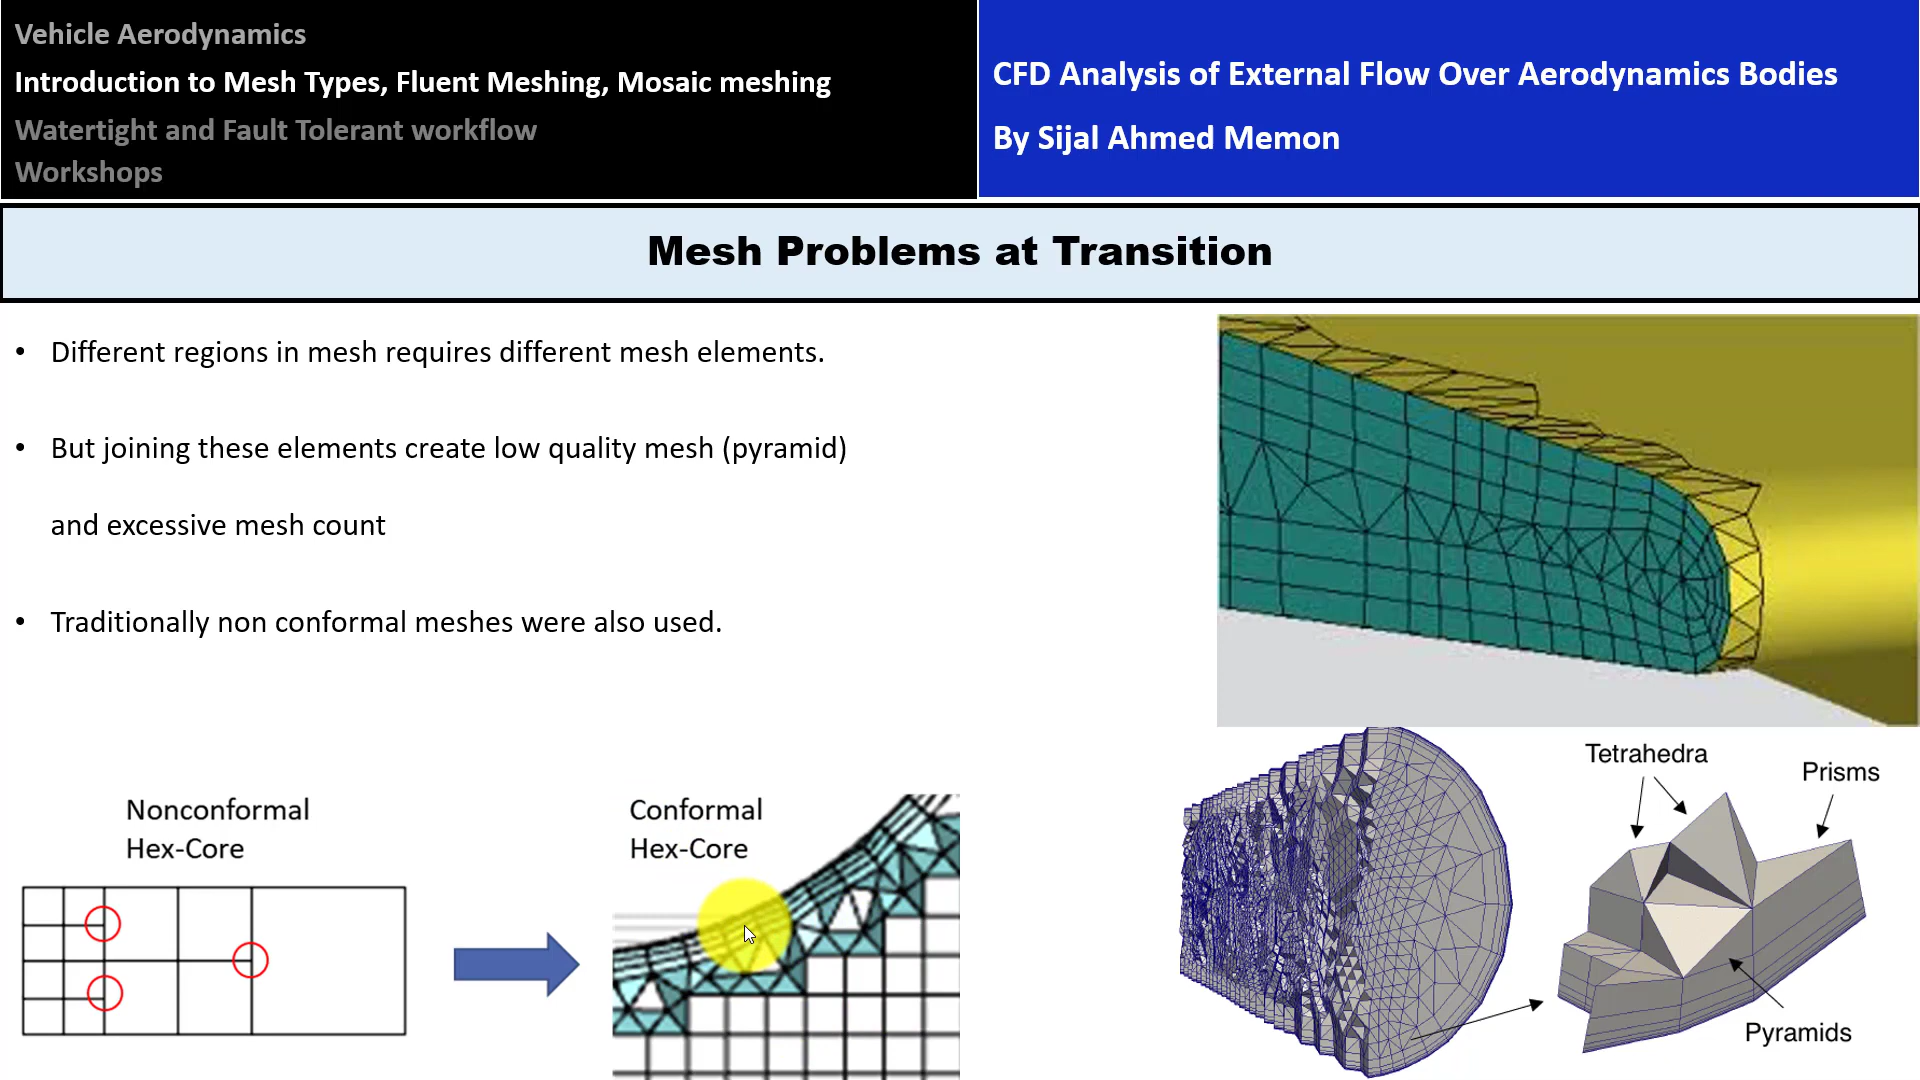 Vehicle Aerodynamics
Introduction to Mesh Types, Fluent Meshing, Mosaic meshing
Watertight and Fault Tolerant workflow
Workshops
CFD Analysis of External Flow Over Aerodynamics Bodies
By Sijal Ahmed Memon
Mesh Problems at Transition
• Different regions in mesh requires different mesh elements.
• But joining these elements create low quality mesh (pyramid)
and excessive mesh count
• Traditionally non conformal meshes were also used.
Nonconformal
Hex-Core
Conformal
Hex-Core
Tetrahedra
Prisms
Pyramids